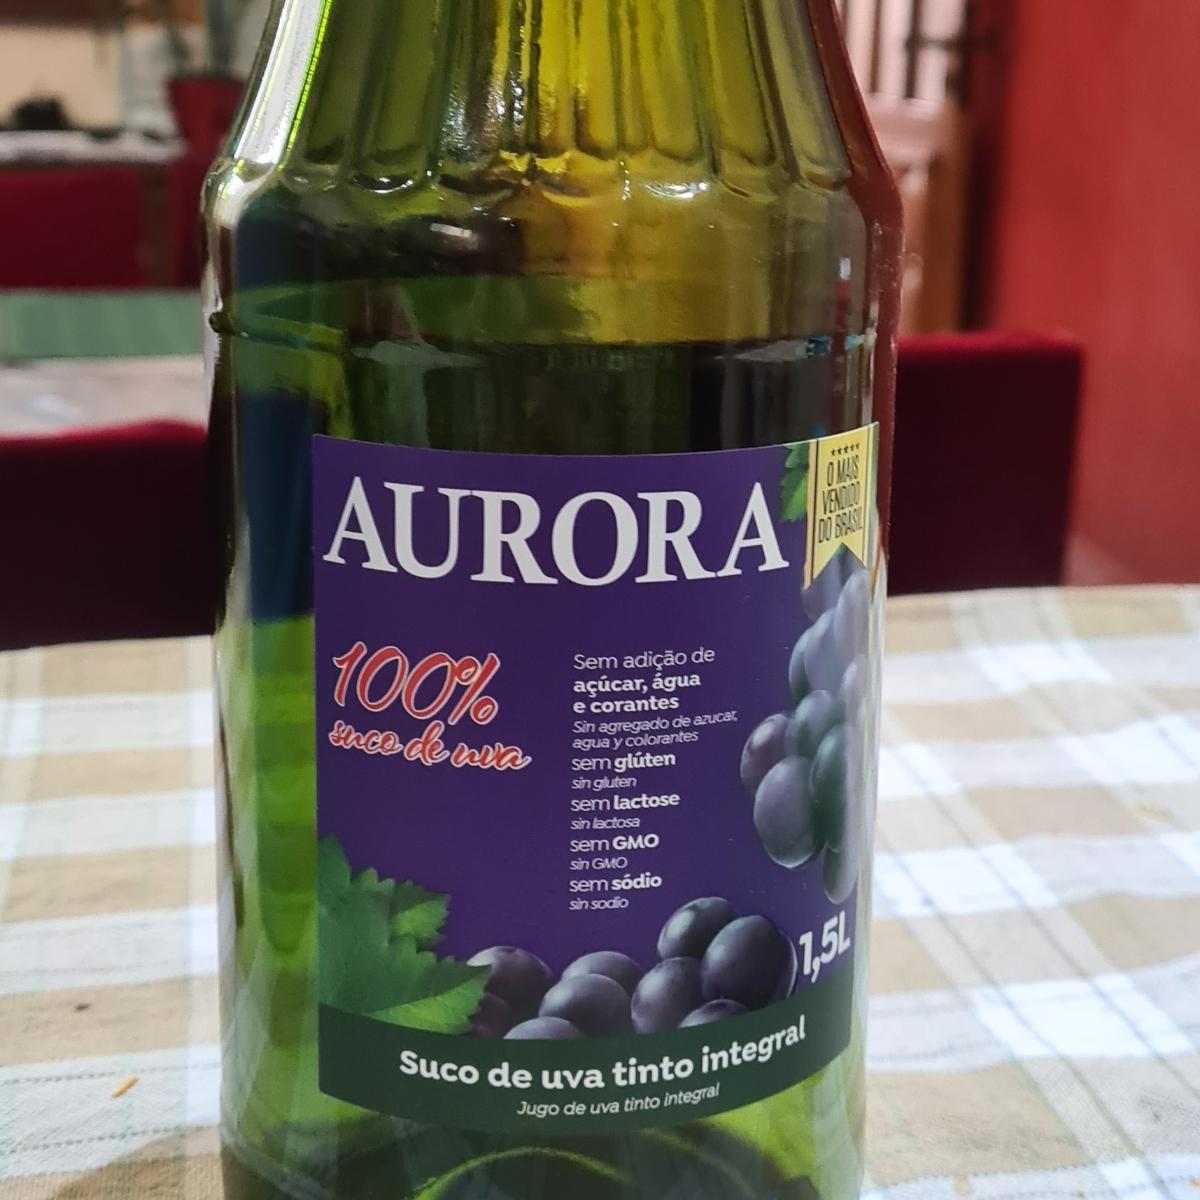 AURORA
O MAIS
VENDIDO
DO BRASIL
100%
suco de uva
Sem adição de
açúcar, água
e corantes
Sin agregado de azucar,
agua y colorantes
sem glúten
sin gluten
sem lactose
sin lactosa
sem GMO
sin GMO
sem sódio
sin sodio
1,5L
Suco de uva tinto integral
Jugo de uva tinto integral